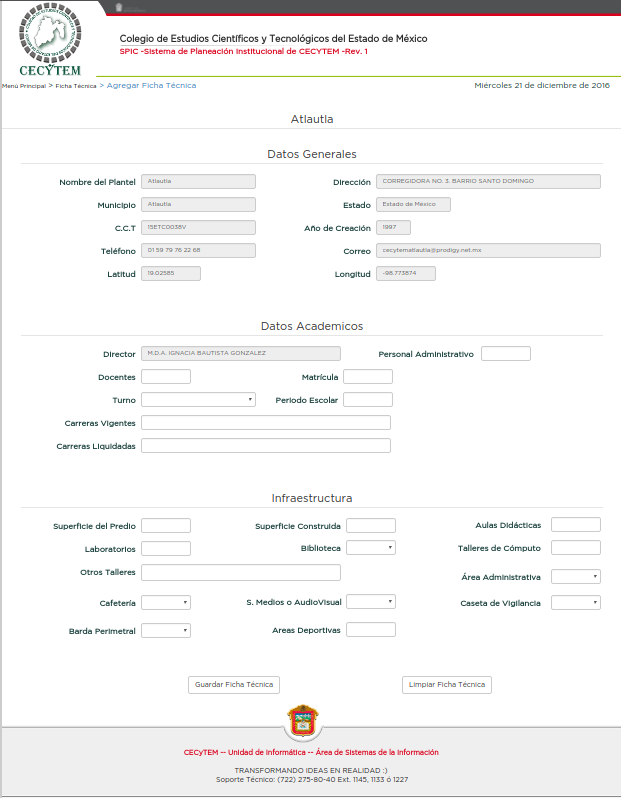 Colegio de Estudios Científicos y Tecnológicos del Estado de México
SPIC -Sistema de Planeación Institucional de CECYTEM -Rev. 1
CECYTEM
Menú Principal > Ficha Técnica > Agregar Ficha Técnica
Miércoles 21 de diciembre de 2016
Atlautla
Datos Generales
Nombre del Plantel Atlautla Dirección CORREGIDORA NO. 3. BARRIO SANTO DOMINGO
Municipio Atlautla Estado Estado de México
C.C.T 15ETC0038V Año de Creación 1997
Teléfono 01 59 79 76 22 68 Correo cecytematlautla@prodigy.net.mx
Latitud 19.02585 Longitud -98.773874
Datos Academicos
Director M.D.A. IGNACIA BAUTISTA GONZALEZ Personal Administrativo
Docentes Matrícula
Turno Periodo Escolar
Carreras Vigentes
Carreras Liquidadas
Infraestructura
Superficie del Predio Superficie Construida Aulas Didácticas
Laboratorios Biblioteca Talleres de Cómputo
Otros Talleres Área Administrativa
Cafetería S. Medios o AudioVisual Caseta de Vigilancia
Barda Perimetral Areas Deportivas
Guardar Ficha Técnica Limpiar Ficha Técnica
CECyTEM -- Unidad de Informática -- Área de Sistemas de la Información
TRANSFORMANDO IDEAS EN REALIDAD :)
Soporte Técnico: (722) 275-80-40 Ext. 1145, 1133 ó 1227